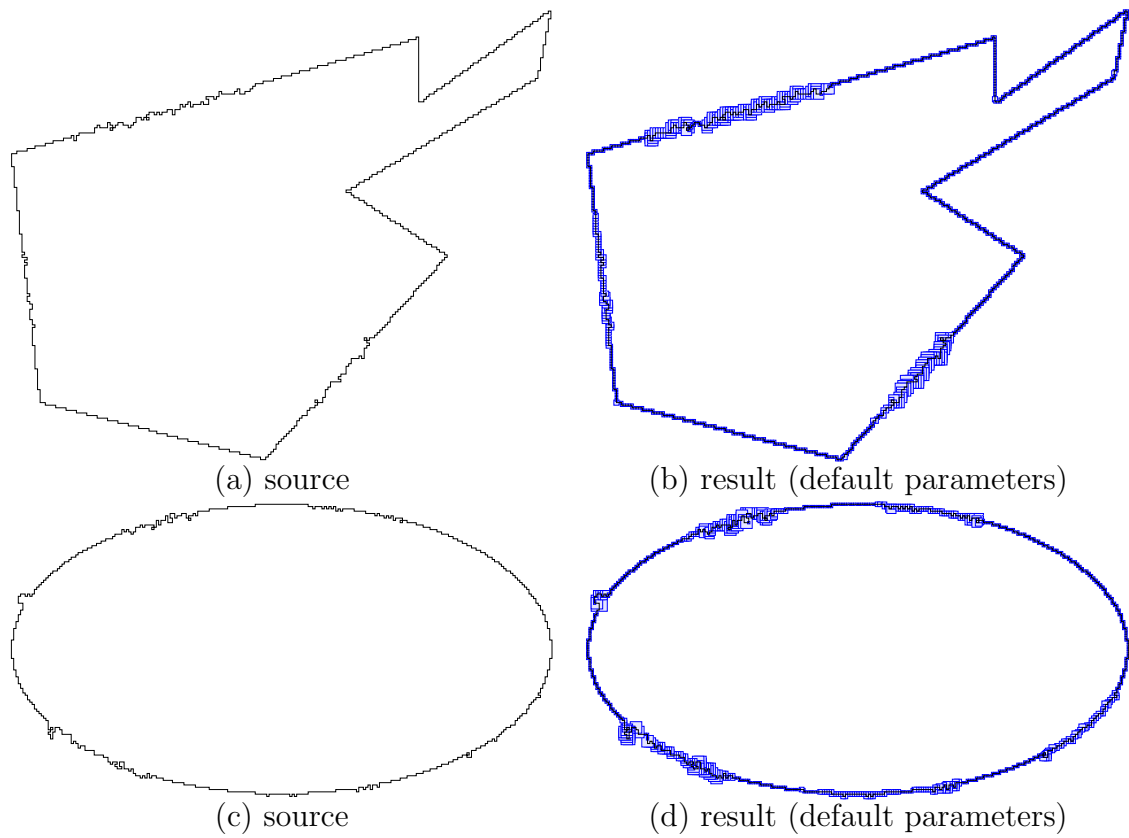 (a) source
(b) result (default parameters)
(c) source
(d) result (default parameters)